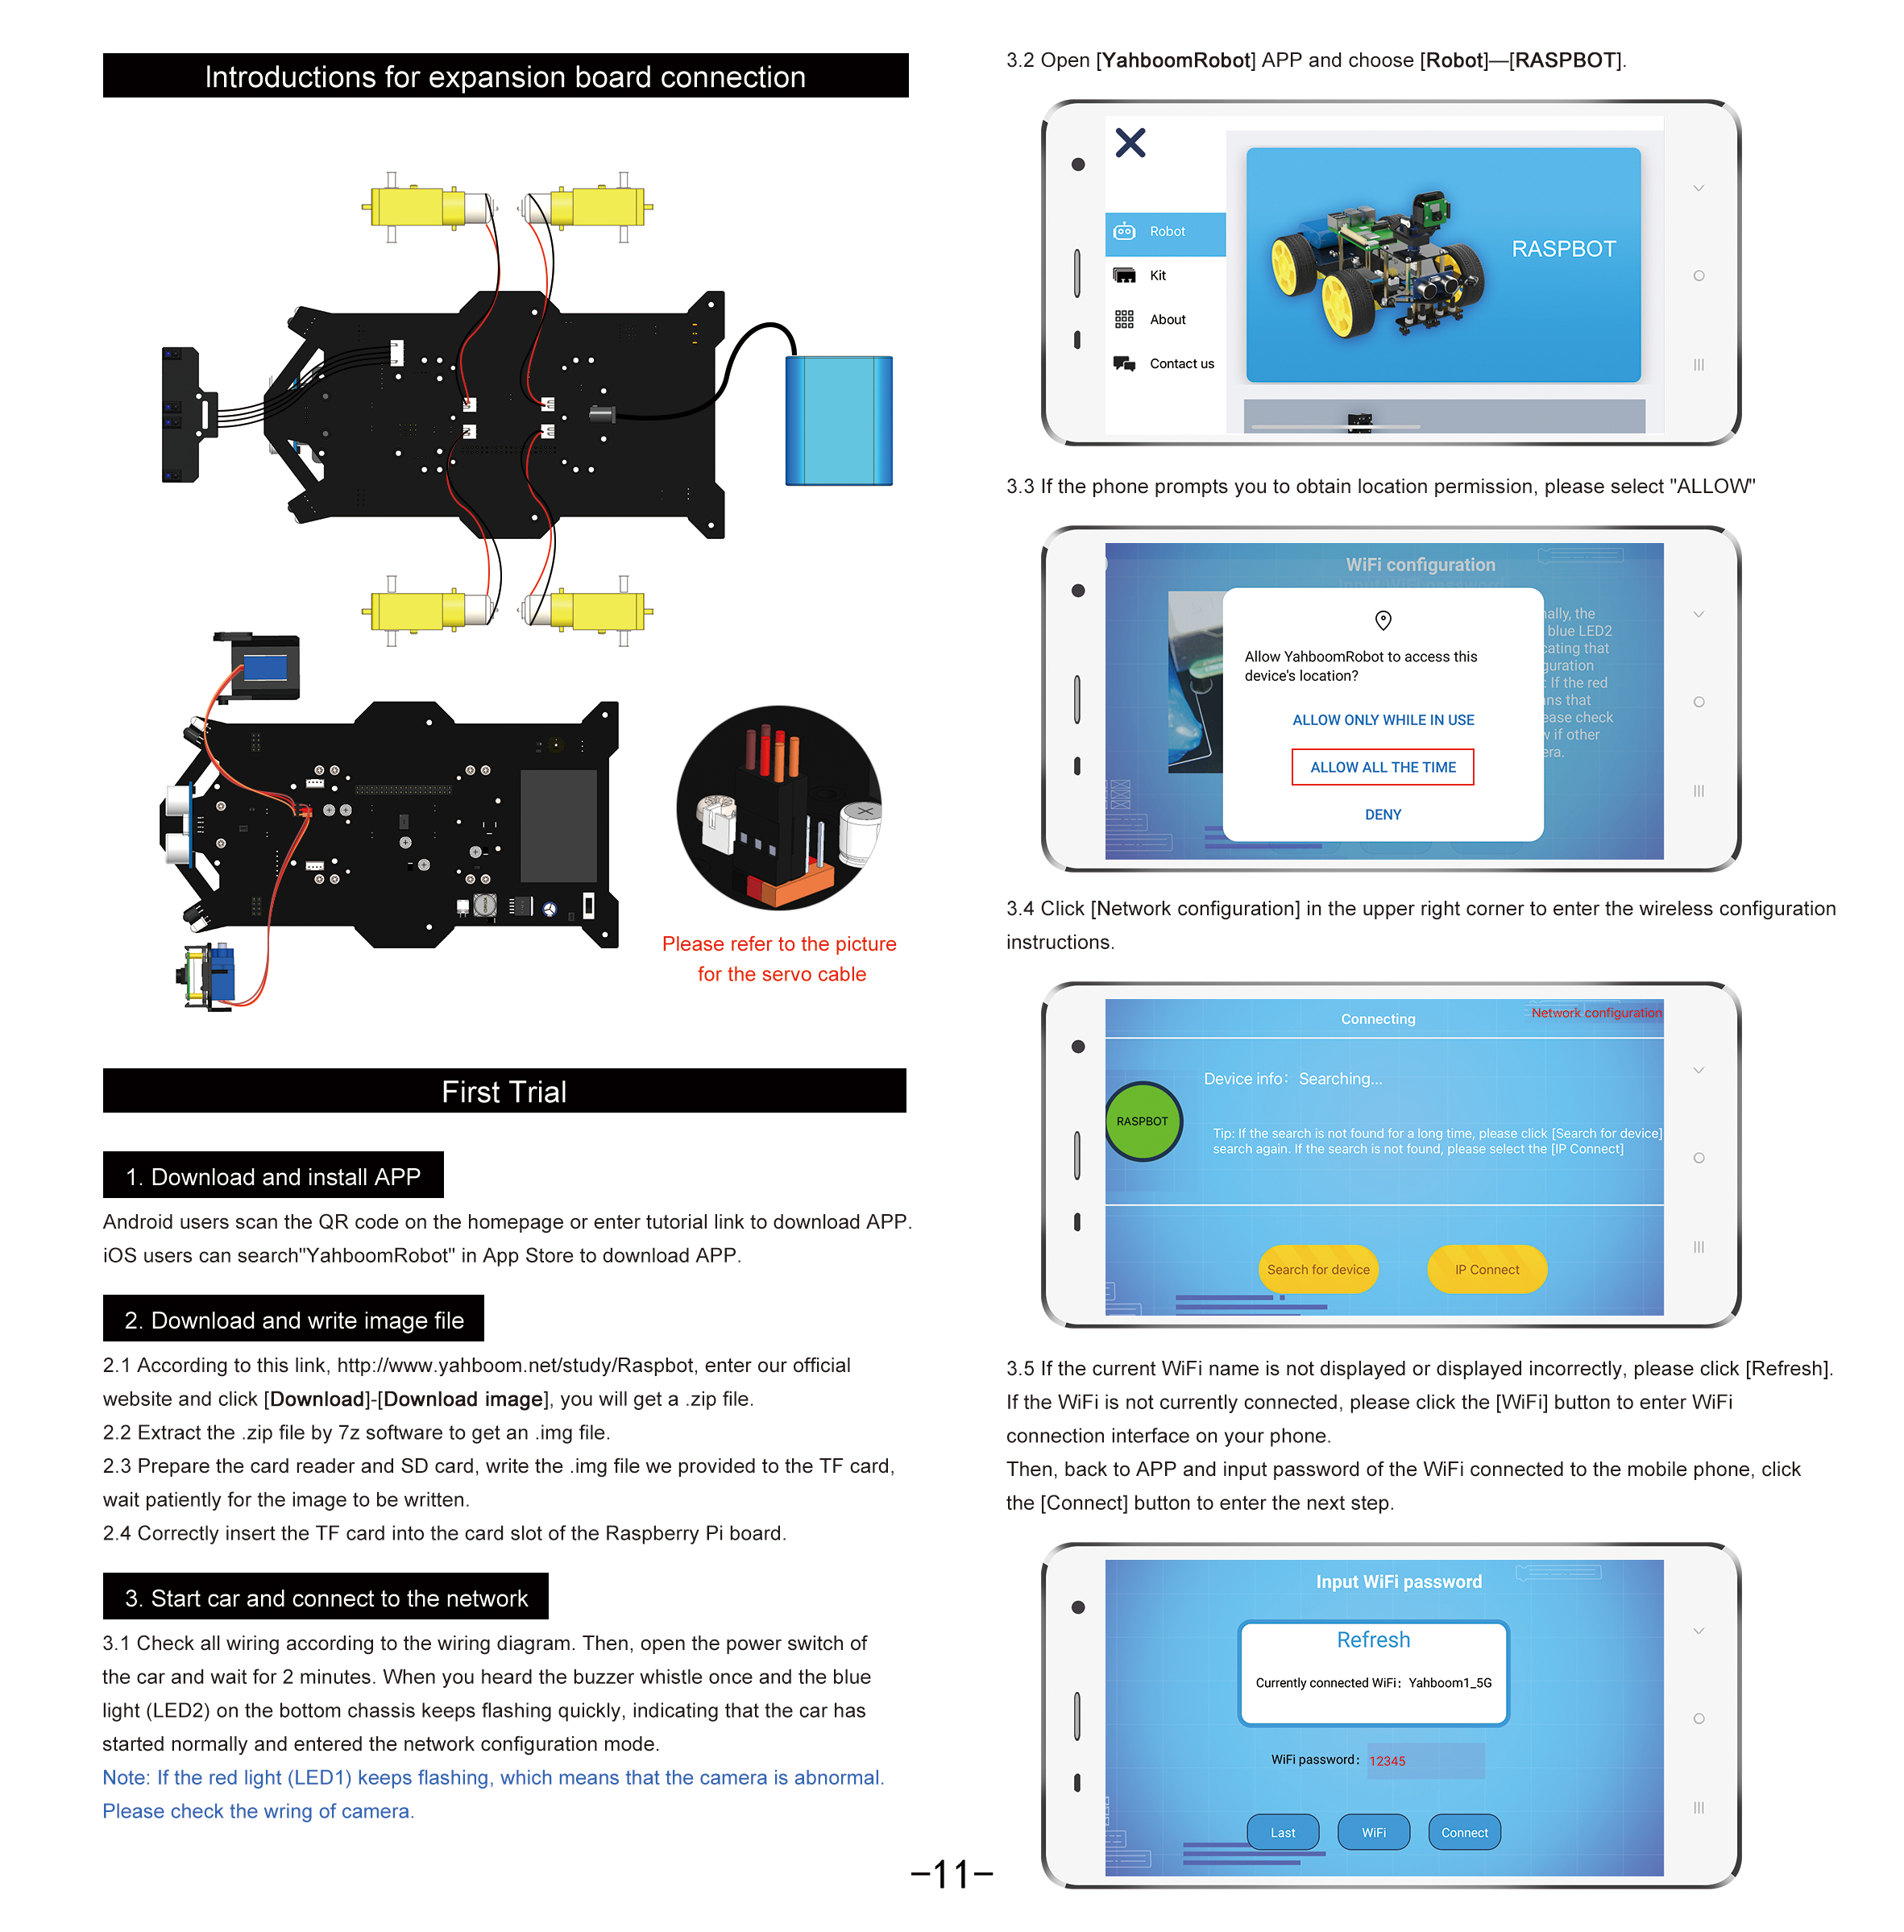 Introductions for expansion board connection
Please refer to the picture
for the servo cable
First Trial
1. Download and install APP
Android users scan the QR code on the homepage or enter tutorial link to download APP.
iOS users can search"YahboomRobot" in App Store to download APP.
2. Download and write image file
2.1 According to this link, http://www.yahboom.net/study/Raspbot, enter our official
website and click [Download]-[Download image], you will get a .zip file.
2.2 Extract the .zip file by 7z software to get an .img file.
2.3 Prepare the card reader and SD card, write the .img file we provided to the TF card,
wait patiently for the image to be written.
2.4 Correctly insert the TF card into the card slot of the Raspberry Pi board.
3. Start car and connect to the network
3.1 Check all wiring according to the wiring diagram. Then, open the power switch of
the car and wait for 2 minutes. When you heard the buzzer whistle once and the blue
light (LED2) on the bottom chassis keeps flashing quickly, indicating that the car has
started normally and entered the network configuration mode.
Note: If the red light (LED1) keeps flashing, which means that the camera is abnormal.
Please check the wring of camera.
3.2 Open [YahboomRobot] APP and choose [Robot]—[RASPBOT].
Robot
Kit
About
Contact us
RASPBOT
3.3 If the phone prompts you to obtain location permission, please select "ALLOW"
WiFi configuration
Input WiFi password
nally, the
blue LED2
cating that
guration
: If the red
ans that
ease check
w if other
era.
Allow YahboomRobot to access this
device's location?
ALLOW ONLY WHILE IN USE
ALLOW ALL THE TIME
DENY
3.4 Click [Network configuration] in the upper right corner to enter the wireless configuration
instructions.
Connecting
Network configuration
Device info: Searching...
RASPBOT
Tip: If the search is not found for a long time, please click [Search for device]
search again. If the search is not found, please select the [IP Connect]
Search for device
IP Connect
3.5 If the current WiFi name is not displayed or displayed incorrectly, please click [Refresh].
If the WiFi is not currently connected, please click the [WiFi] button to enter WiFi
connection interface on your phone.
Then, back to APP and input password of the WiFi connected to the mobile phone, click
the [Connect] button to enter the next step.
Input WiFi password
Refresh
Currently connected WiFi: Yahboom1_5G
WiFi password: 12345
Last
WiFi
Connect
-11-